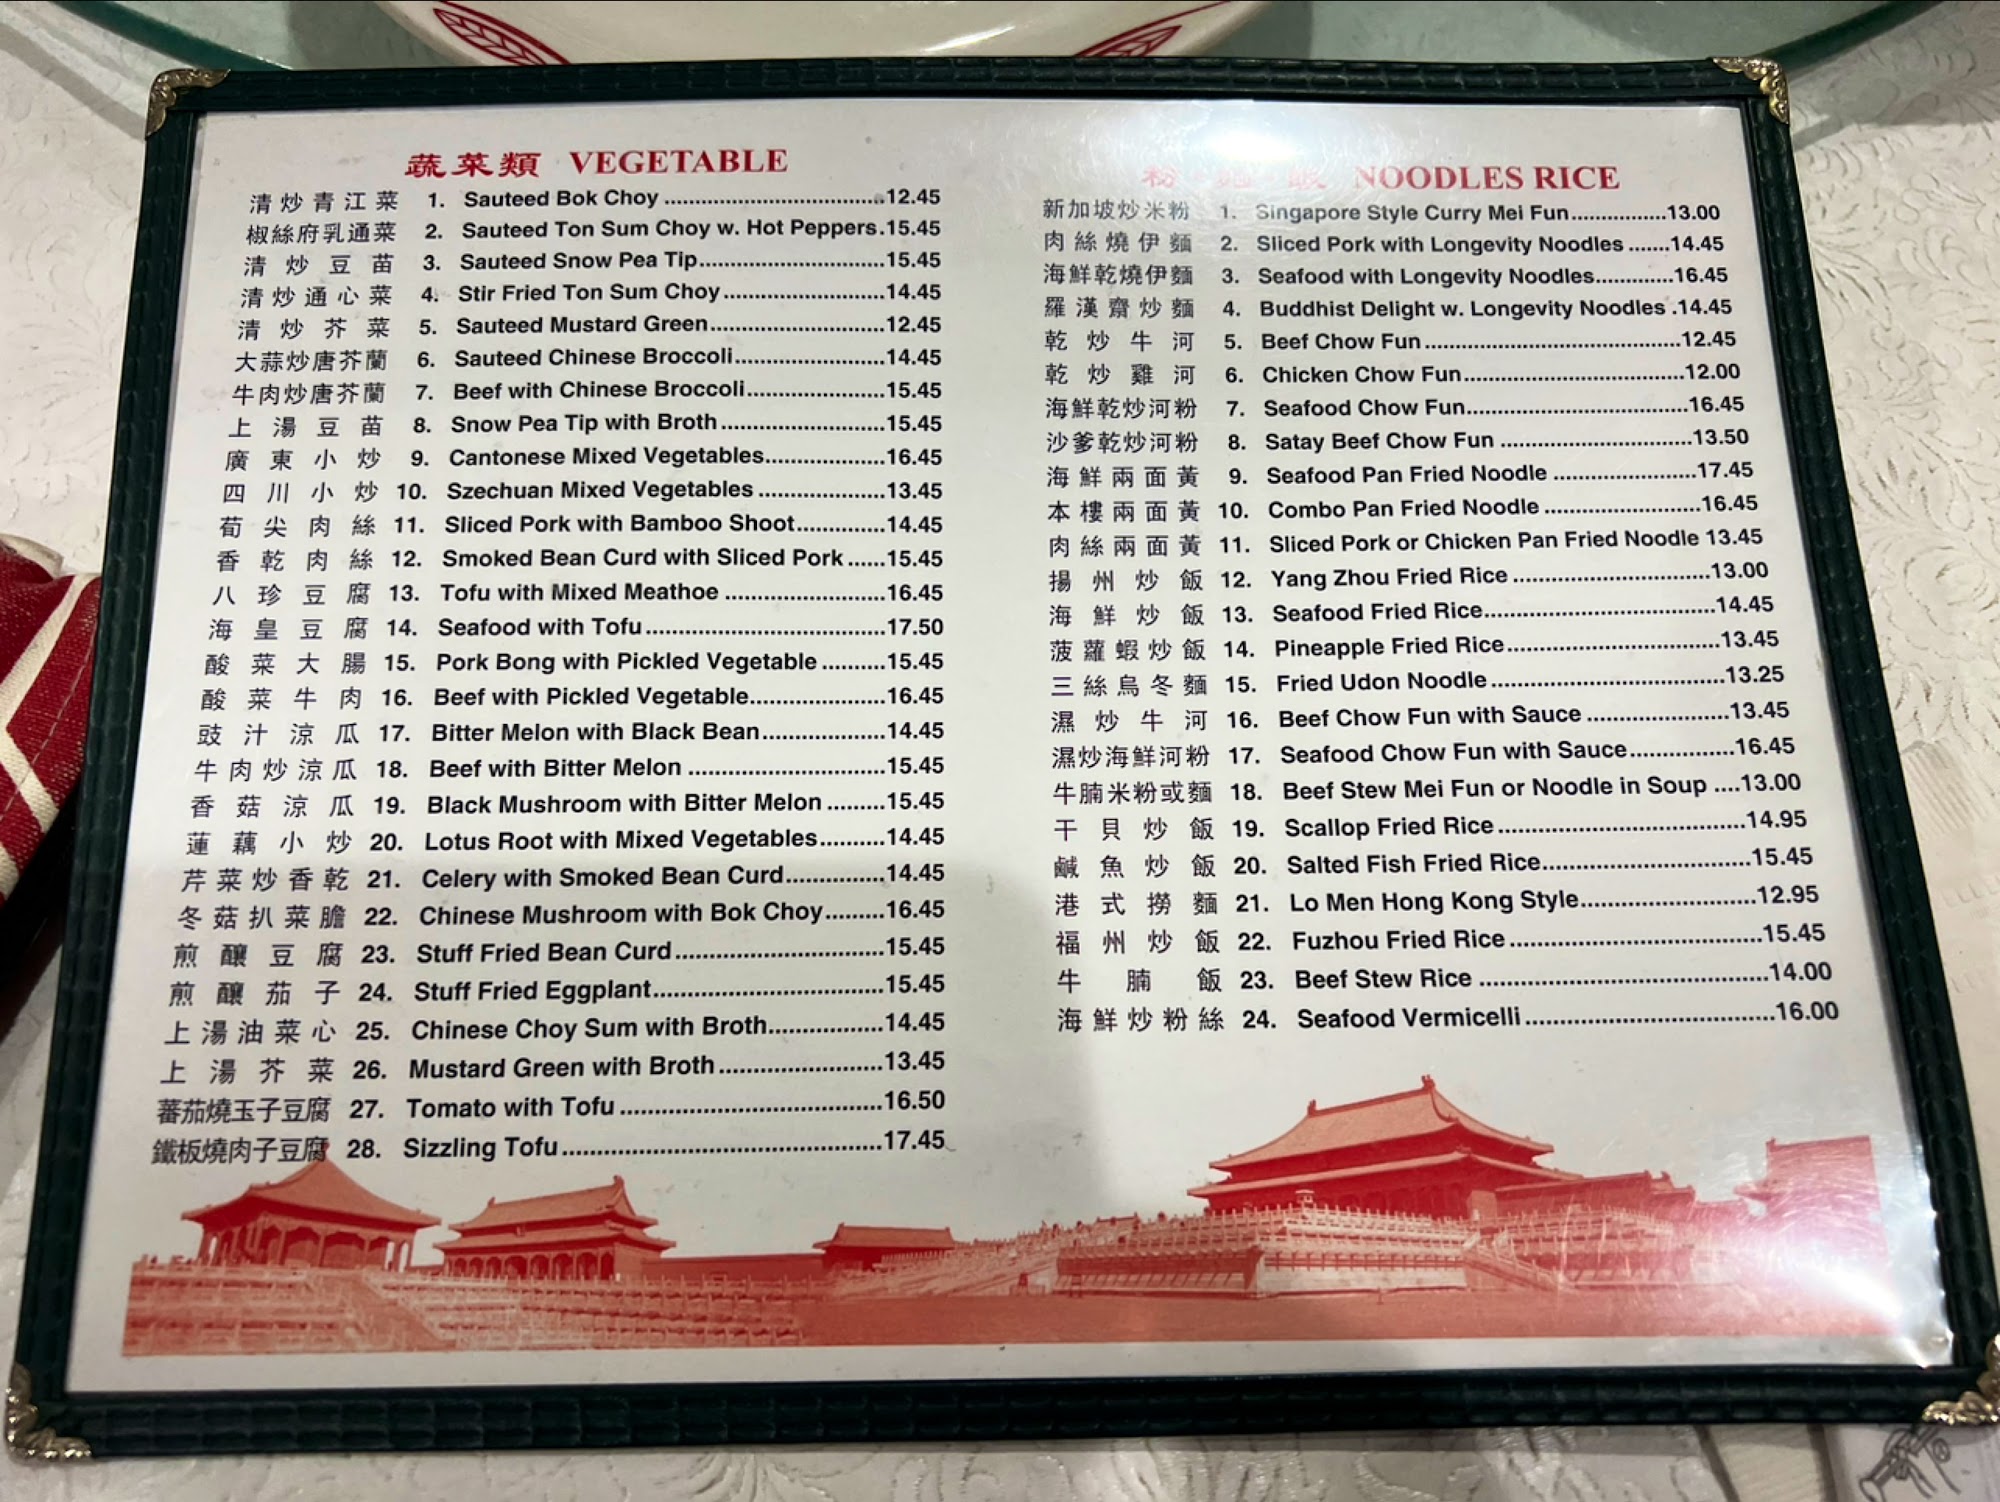 蔬菜類 VEGETABLE
清炒青江菜 1. Sauteed Bok Choy ................................12.45
椒絲府乳通菜 2. Sauteed Ton Sum Choy w. Hot Peppers.15.45
清炒豆苗 3. Sauteed Snow Pea Tip...........................15.45
清炒通心菜 4. Stir Fried Ton Sum Choy.......................14.45
清炒芥菜 5. Sauteed Mustard Green.........................12.45
大蒜炒唐芥蘭 6. Sauteed Chinese Broccoli.....................14.45
牛肉炒唐芥蘭 7. Beef with Chinese Broccoli...................15.45
上湯豆苗 8. Snow Pea Tip with Broth.......................15.45
廣東小炒 9. Cantonese Mixed Vegetables.................16.45
四川小炒 10. Szechuan Mixed Vegetables ..................13.45
荀尖肉絲 11. Sliced Pork with Bamboo Shoot.............14.45
香乾肉絲 12. Smoked Bean Curd with Sliced Pork ......15.45
八珍豆腐 13. Tofu with Mixed Meathoe .......................16.45
海皇豆腐 14. Seafood with Tofu...................................17.50
酸菜大腸 15. Pork Bong with Pickled Vegetable .........15.45
酸菜牛肉 16. Beef with Pickled Vegetable...................16.45
豉汁涼瓜 17. Bitter Melon with Black Bean..................14.45
牛肉炒涼瓜 18. Beef with Bitter Melon ............................15.45
香菇涼瓜 19. Black Mushroom with Bitter Melon ........15.45
蓮藕小炒 20. Lotus Root with Mixed Vegetables..........14.45
芹菜炒香乾 21. Celery with Smoked Bean Curd..............14.45
冬菇扒菜膽 22. Chinese Mushroom with Bok Choy.........16.45
煎釀豆腐 23. Stuff Fried Bean Curd..............................15.45
煎釀茄子 24. Stuff Fried Eggplant.................................15.45
上湯油菜心 25. Chinese Choy Sum with Broth.................14.45
上湯芥菜 26. Mustard Green with Broth........................13.45
蕃茄燒玉子豆腐 27. Tomato with Tofu ......................................16.50
鐵板燒肉子豆腐 28. Sizzling Tofu..............................................17.45
粉 麵 飯 NOODLES RICE
新加坡炒米粉 1. Singapore Style Curry Mei Fun...............13.00
肉絲燒伊麵 2. Sliced Pork with Longevity Noodles .......14.45
海鮮乾燒伊麵 3. Seafood with Longevity Noodles............16.45
羅漢齋炒麵 4. Buddhist Delight w. Longevity Noodles .14.45
乾炒牛河 5. Beef Chow Fun .....................................12.45
乾炒雞河 6. Chicken Chow Fun................................12.00
海鮮乾炒河粉 7. Seafood Chow Fun................................16.45
沙爹乾炒河粉 8. Satay Beef Chow Fun ...........................13.50
海鮮兩面黃 9. Seafood Pan Fried Noodle ....................17.45
本樓兩面黃 10. Combo Pan Fried Noodle ......................16.45
肉絲兩面黃 11. Sliced Pork or Chicken Pan Fried Noodle 13.45
揚州炒飯 12. Yang Zhou Fried Rice ............................13.00
海鮮炒飯 13. Seafood Fried Rice.................................14.45
菠蘿蝦炒飯 14. Pineapple Fried Rice..............................13.45
三絲烏冬麵 15. Fried Udon Noodle.................................13.25
濕炒牛河 16. Beef Chow Fun with Sauce ....................13.45
濕炒海鮮河粉 17. Seafood Chow Fun with Sauce...............16.45
牛腩米粉或麵 18. Beef Stew Mei Fun or Noodle in Soup ....13.00
干貝炒飯 19. Scallop Fried Rice...................................14.95
鹹魚炒飯 20. Salted Fish Fried Rice.............................15.45
港式撈麵 21. Lo Men Hong Kong Style........................12.95
福州炒飯 22. Fuzhou Fried Rice ..................................15.45
牛腩飯 23. Beef Stew Rice .......................................14.00
海鮮炒粉絲 24. Seafood Vermicelli..................................16.00